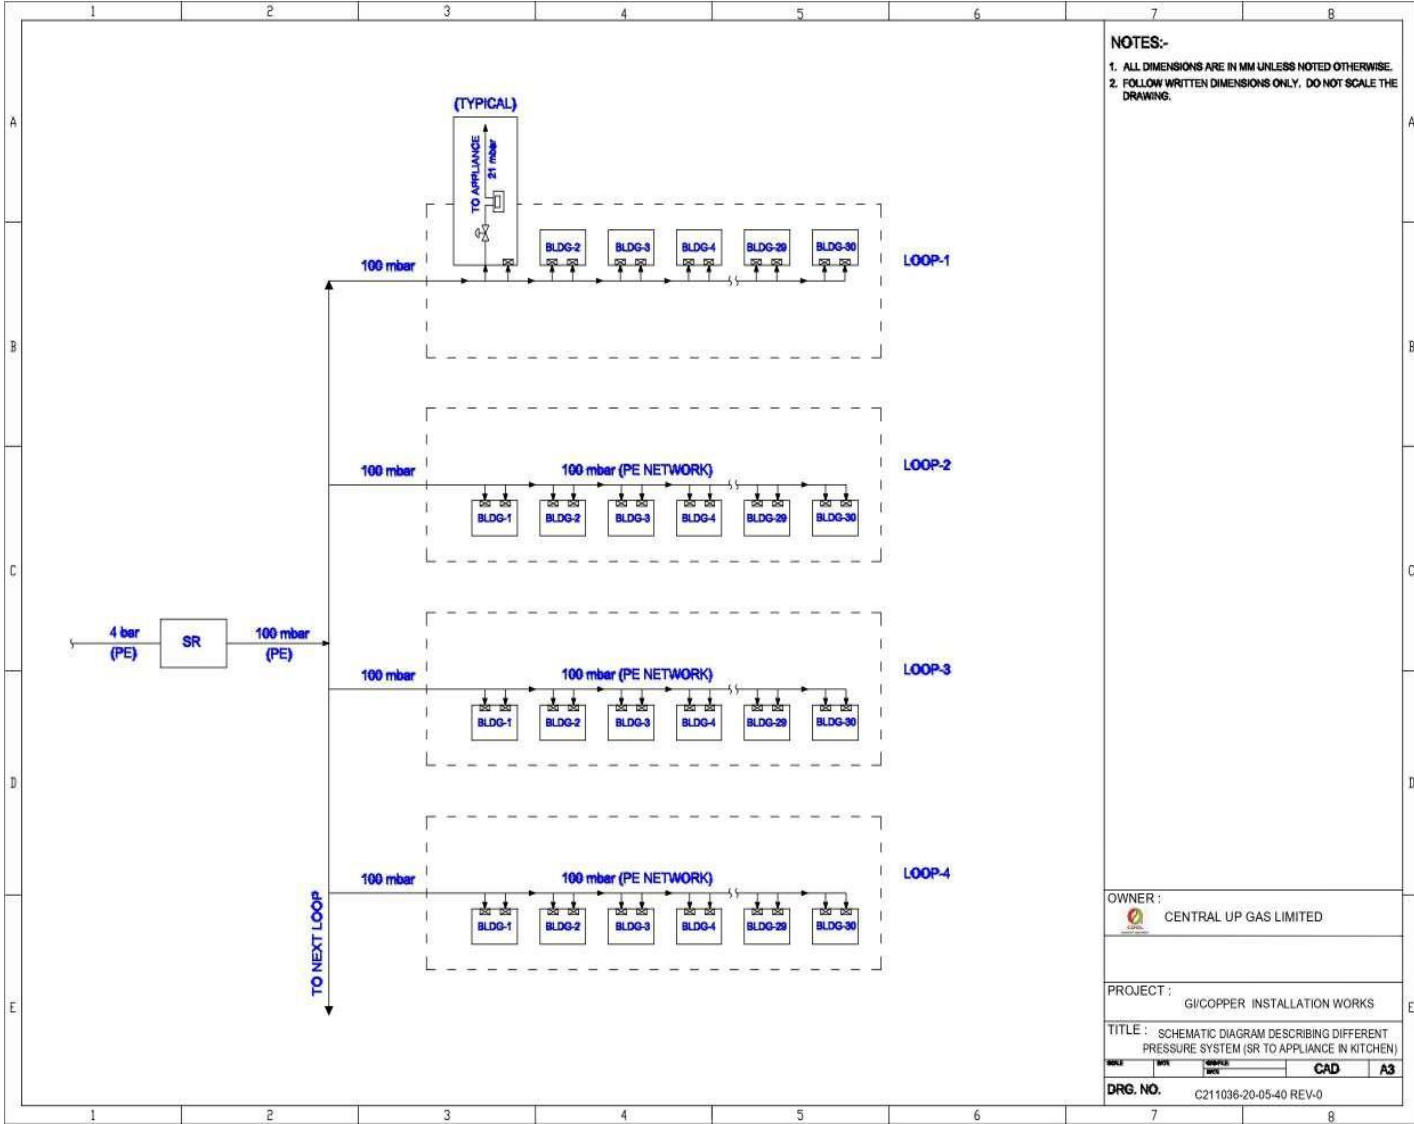 1 2 3 4 5 6 7 8
A
B
C
D
E
A
B
C
D
E
NOTES:-
1. ALL DIMENSIONS ARE IN MM UNLESS NOTED OTHERWISE.
2. FOLLOW WRITTEN DIMENSIONS ONLY. DO NOT SCALE THE
DRAWING.
(TYPICAL)
TO APPLIANCE
21 mbar
100 mbar
BLDG-2 BLDG-3 BLDG-4 BLDG-29 BLDG-30
LOOP-1
100 mbar
100 mbar (PE NETWORK)
LOOP-2
BLDG-1 BLDG-2 BLDG-3 BLDG-4 BLDG-29 BLDG-30
4 bar
(PE)
SR
100 mbar
(PE)
100 mbar
100 mbar (PE NETWORK)
LOOP-3
BLDG-1 BLDG-2 BLDG-3 BLDG-4 BLDG-29 BLDG-30
100 mbar
100 mbar (PE NETWORK)
LOOP-4
BLDG-1 BLDG-2 BLDG-3 BLDG-4 BLDG-29 BLDG-30
TO NEXT LOOP
OWNER :
CENTRAL UP GAS LIMITED
PROJECT :
GI/COPPER INSTALLATION WORKS
TITLE : SCHEMATIC DIAGRAM DESCRIBING DIFFERENT
PRESSURE SYSTEM (SR TO APPLIANCE IN KITCHEN)
CAD A3
DRG. NO. C211036-20-05-40 REV-0
1 2 3 4 5 6 7 8